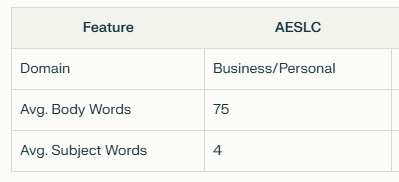 Feature AESLC
Domain Business/Personal
Avg. Body Words 75
Avg. Subject Words 4